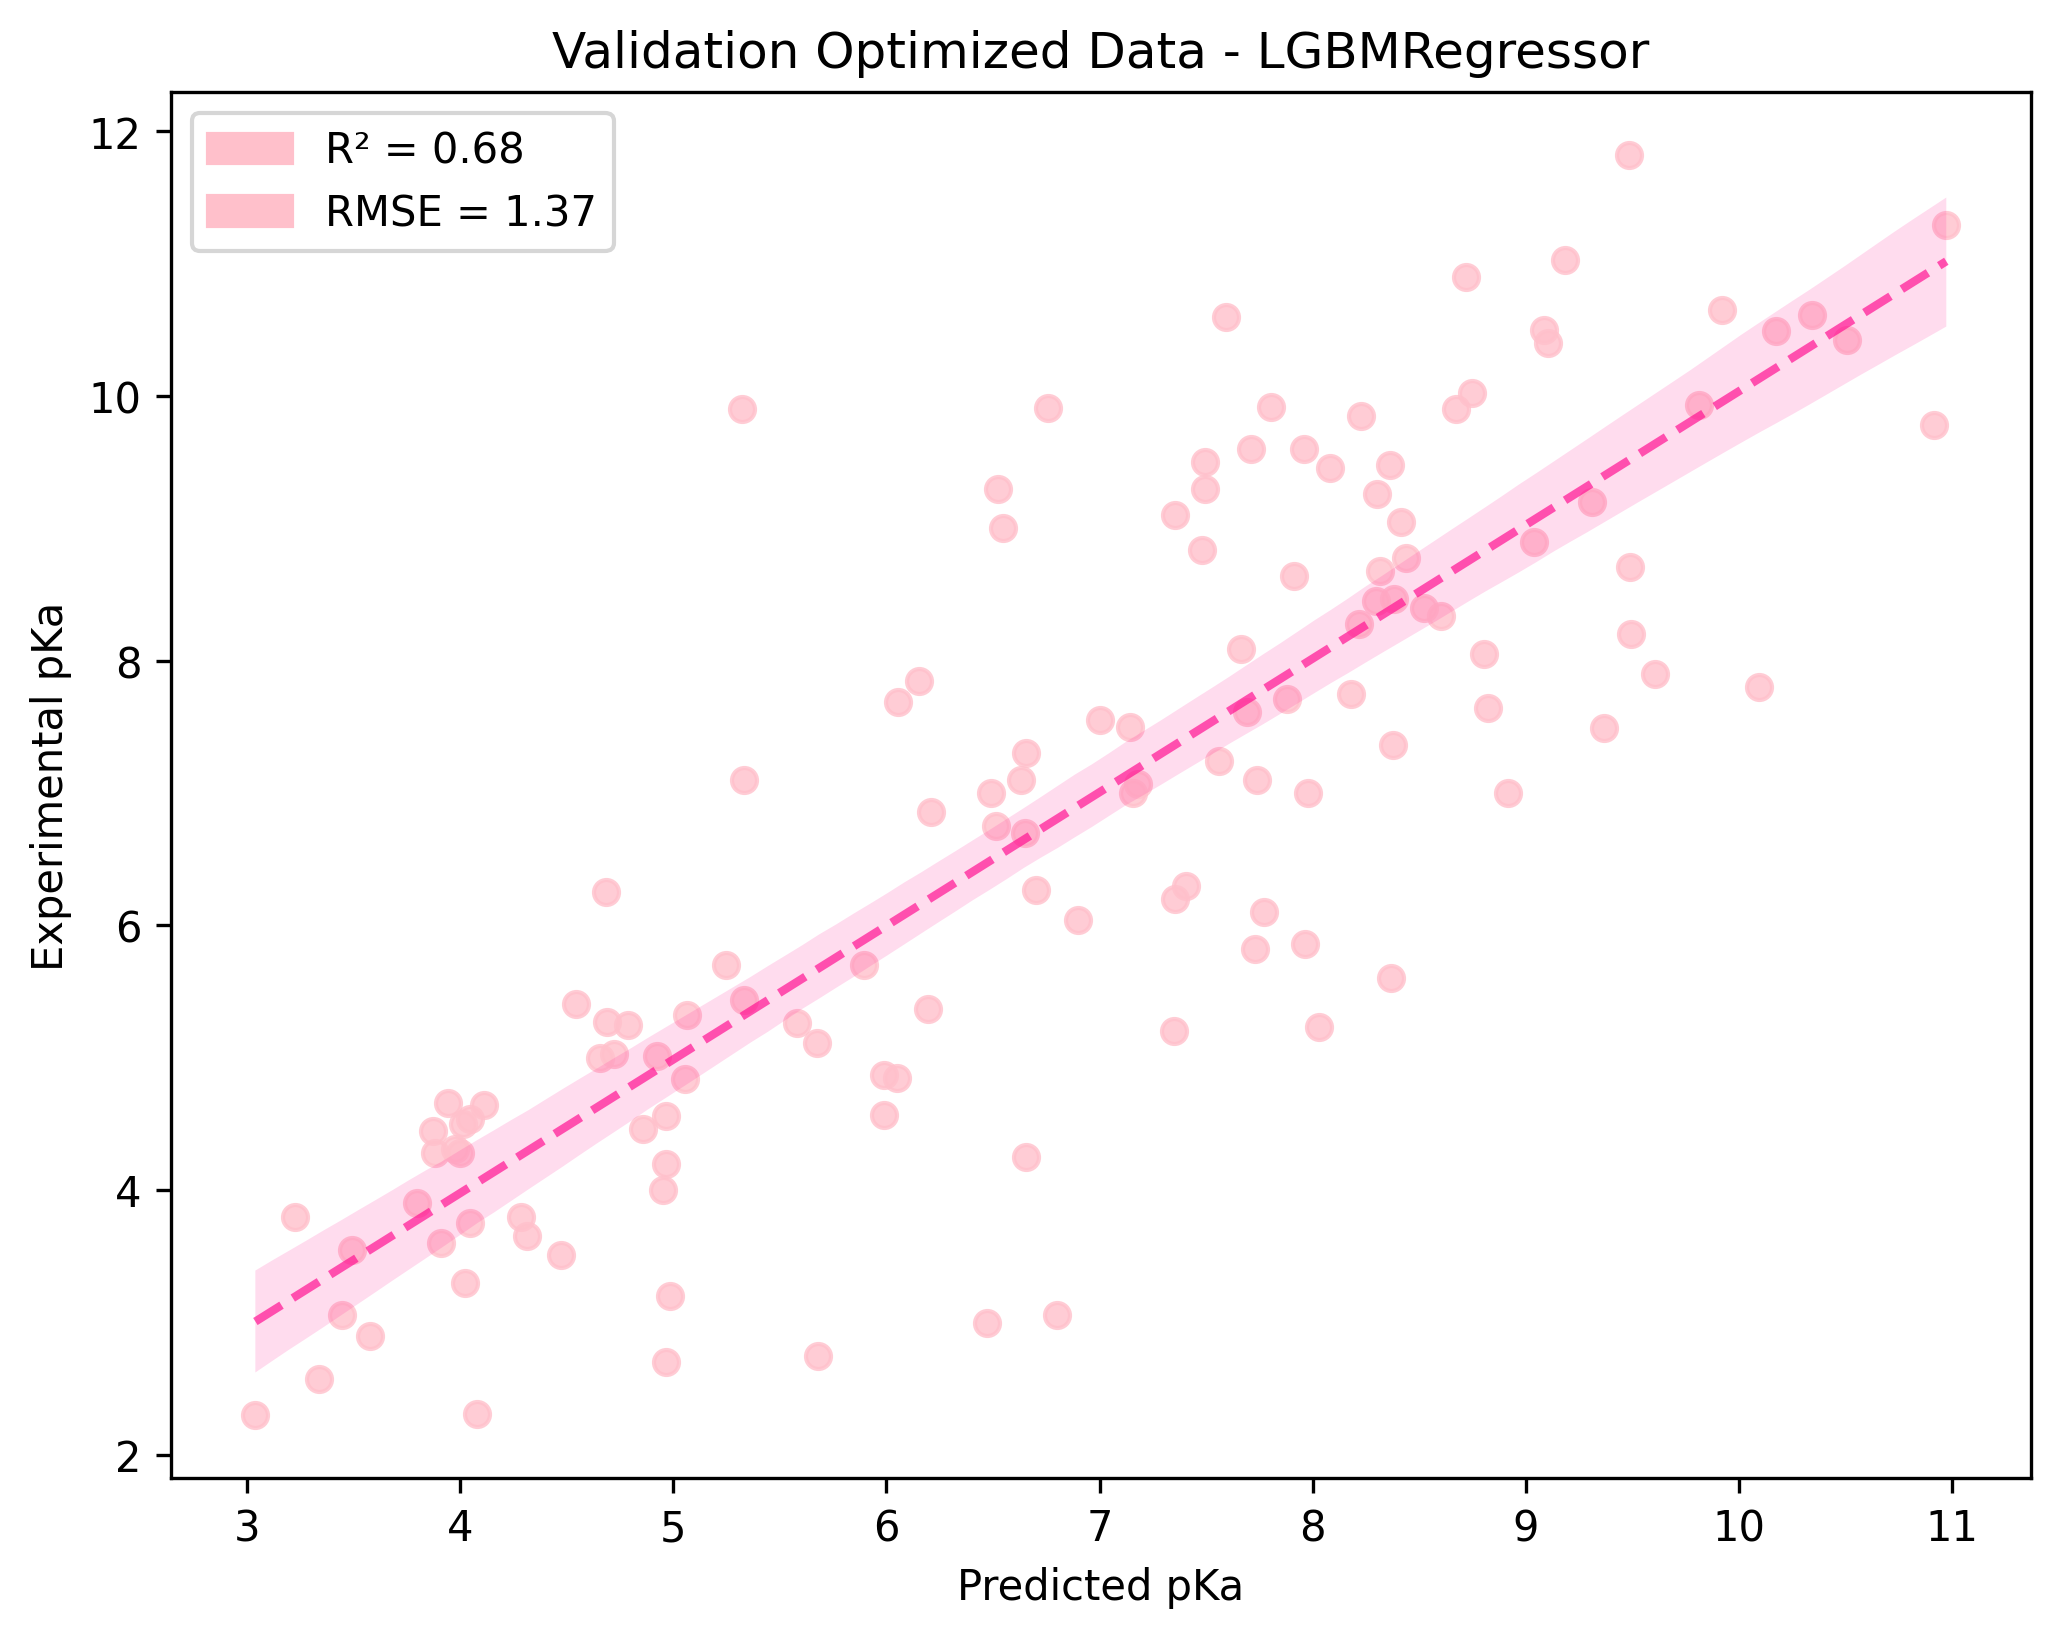 Validation Optimized Data - LGBMRegressor
R² = 0.68
RMSE = 1.37
12
10
8
6
4
2
Experimental pKa
3 4 5 6 7 8 9 10 11
Predicted pKa